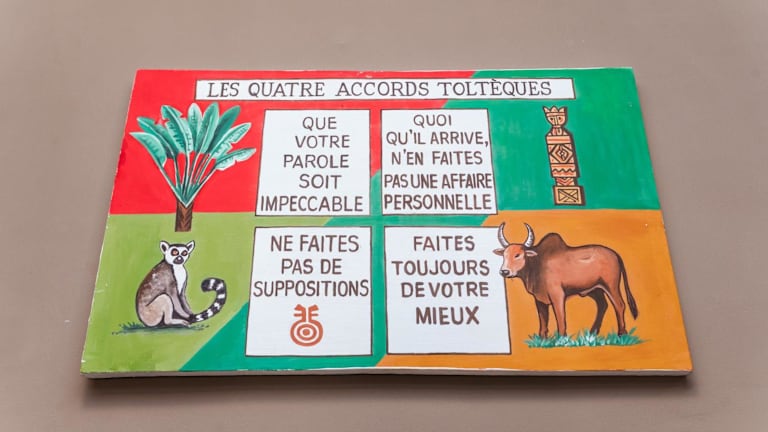 LES QUATRE ACCORDS TOLTÈQUES
QUE
VOTRE
PAROLE
SOIT
IMPECCABLE
QUOI
QU'IL ARRIVE,
N'EN FAITES
PAS UNE AFFAIRE
PERSONNELLE
NE FAITES
PAS DE
SUPPOSITIONS
FAITES
TOUJOURS
DE VOTRE
MIEUX